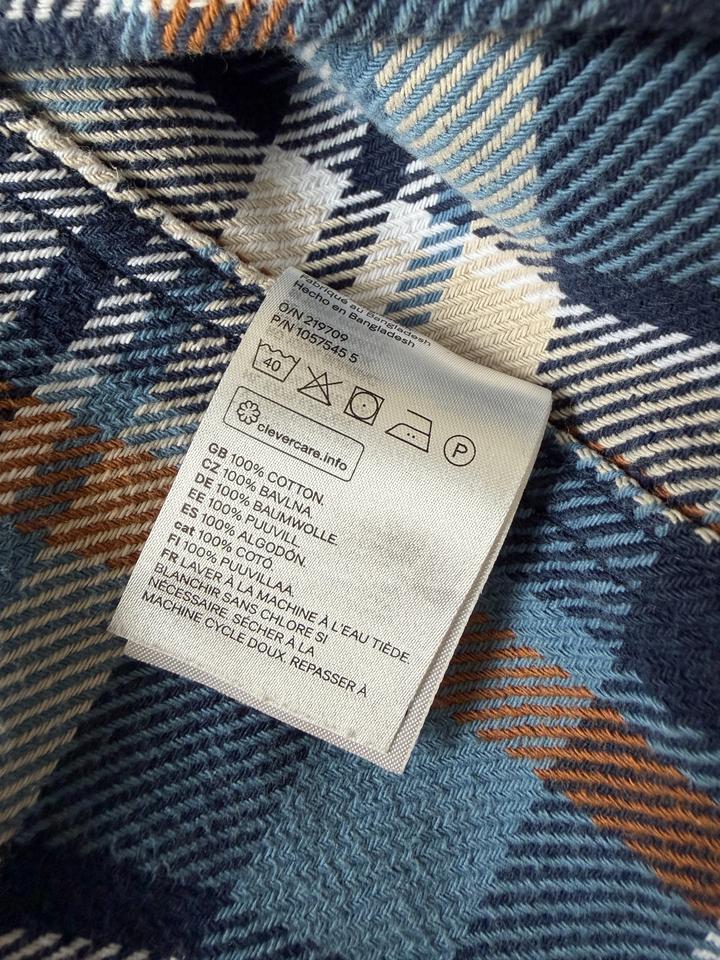 Fabriqué au Bangladesh
Hecho en Bangladesh
O/N 219709
P/N 1057545 5
40
P
clevercare.info
GB 100% COTTON.
CZ 100% BAVLNA.
DE 100% BAUMWOLLE.
EE 100% PUUVILL.
ES 100% ALGODÓN.
cat 100% COTÓ.
FI 100% PUUVILLAA.
FR LAVER À LA MACHINE À L'EAU TIÈDE.
BLANCHIR SANS CHLORE SI
NÉCESSAIRE. SÉCHER À LA
MACHINE CYCLE DOUX. REPASSER À